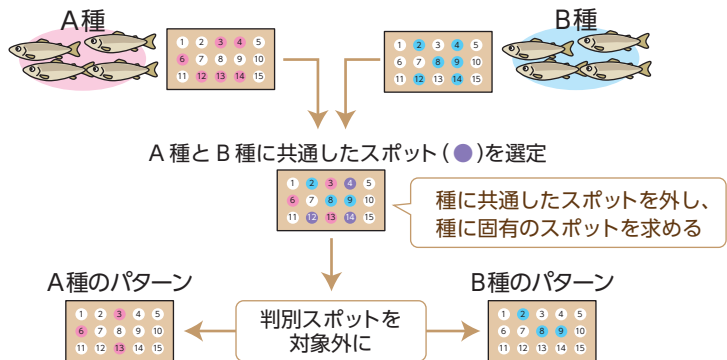 A種
B種
1 2 3 4 5
6 7 8 9 10
11 12 13 14 15
1 2 3 4 5
6 7 8 9 10
11 12 13 14 15
A種とB種に共通したスポット(●)を選定
1 2 3 4 5
6 7 8 9 10
11 12 13 14 15
種に共通したスポットを外し、
種に固有のスポットを求める
A種のパターン
B種のパターン
1 2 3 4 5
6 7 8 9 10
11 12 13 14 15
判別スポットを
対象外に
1 2 3 4 5
6 7 8 9 10
11 12 13 14 15